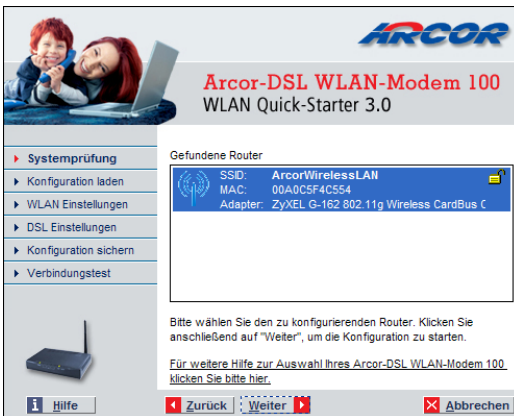 ARCOR
Arcor-DSL WLAN-Modem 100
WLAN Quick-Starter 3.0
Systemprüfung
Konfiguration laden
WLAN Einstellungen
DSL Einstellungen
Konfiguration sichern
Verbindungstest
Gefundene Router
SSID: ArcorWirelessLAN
MAC: 00A0C5F4C554
Adapter: ZyXEL G-162 802.11g Wireless CardBus C
Bitte wählen Sie den zu konfigurierenden Router. Klicken Sie
anschließend auf "Weiter", um die Konfiguration zu starten.
Für weitere Hilfe zur Auswahl Ihres Arcor-DSL WLAN-Modem 100
klicken Sie bitte hier.
i Hilfe
Zurück
Weiter
Abbrechen